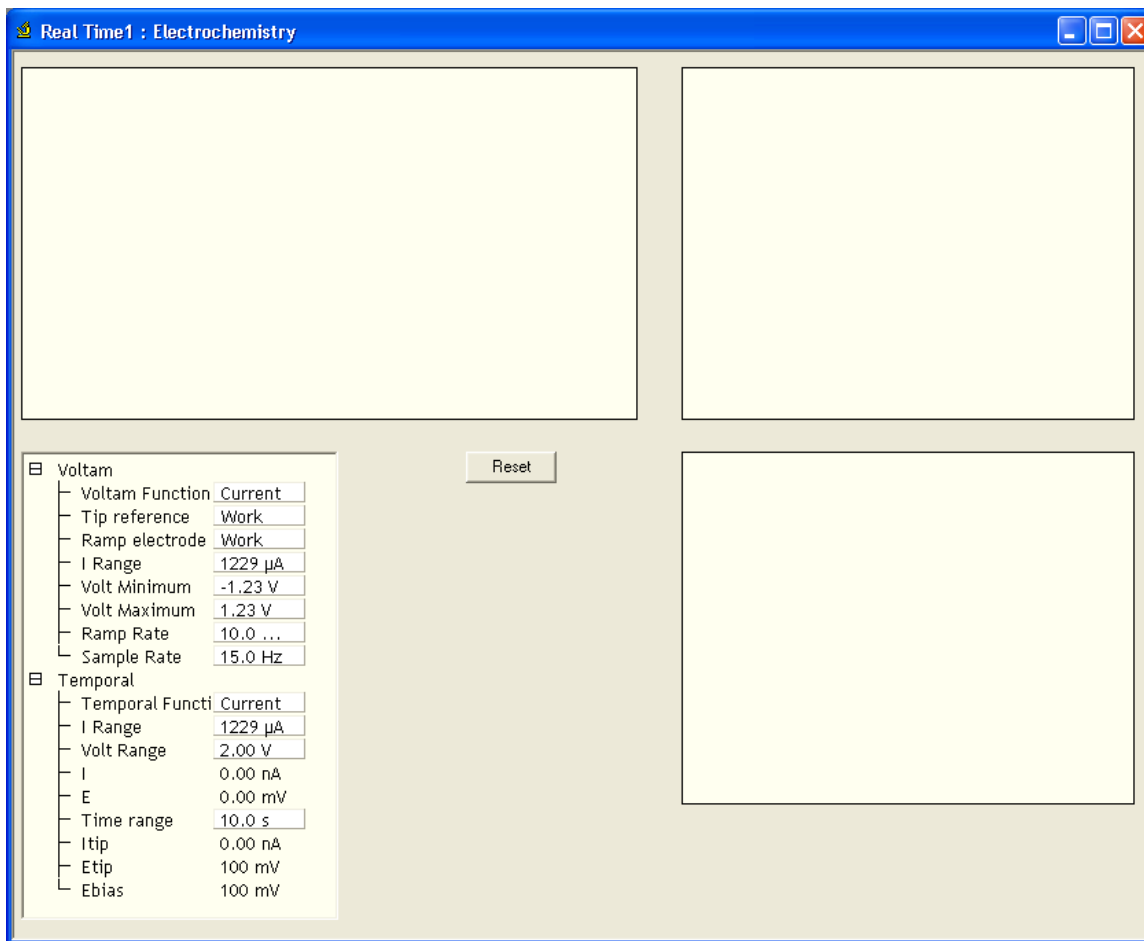 Real Time1 : Electrochemistry
Reset
Voltam
Voltam Function Current
Tip reference Work
Ramp electrode Work
I Range 1229 µA
Volt Minimum -1.23 V
Volt Maximum 1.23 V
Ramp Rate 10.0 ...
Sample Rate 15.0 Hz
Temporal
Temporal Functi Current
I Range 1229 µA
Volt Range 2.00 V
I 0.00 nA
E 0.00 mV
Time range 10.0 s
Itip 0.00 nA
Etip 100 mV
Ebias 100 mV